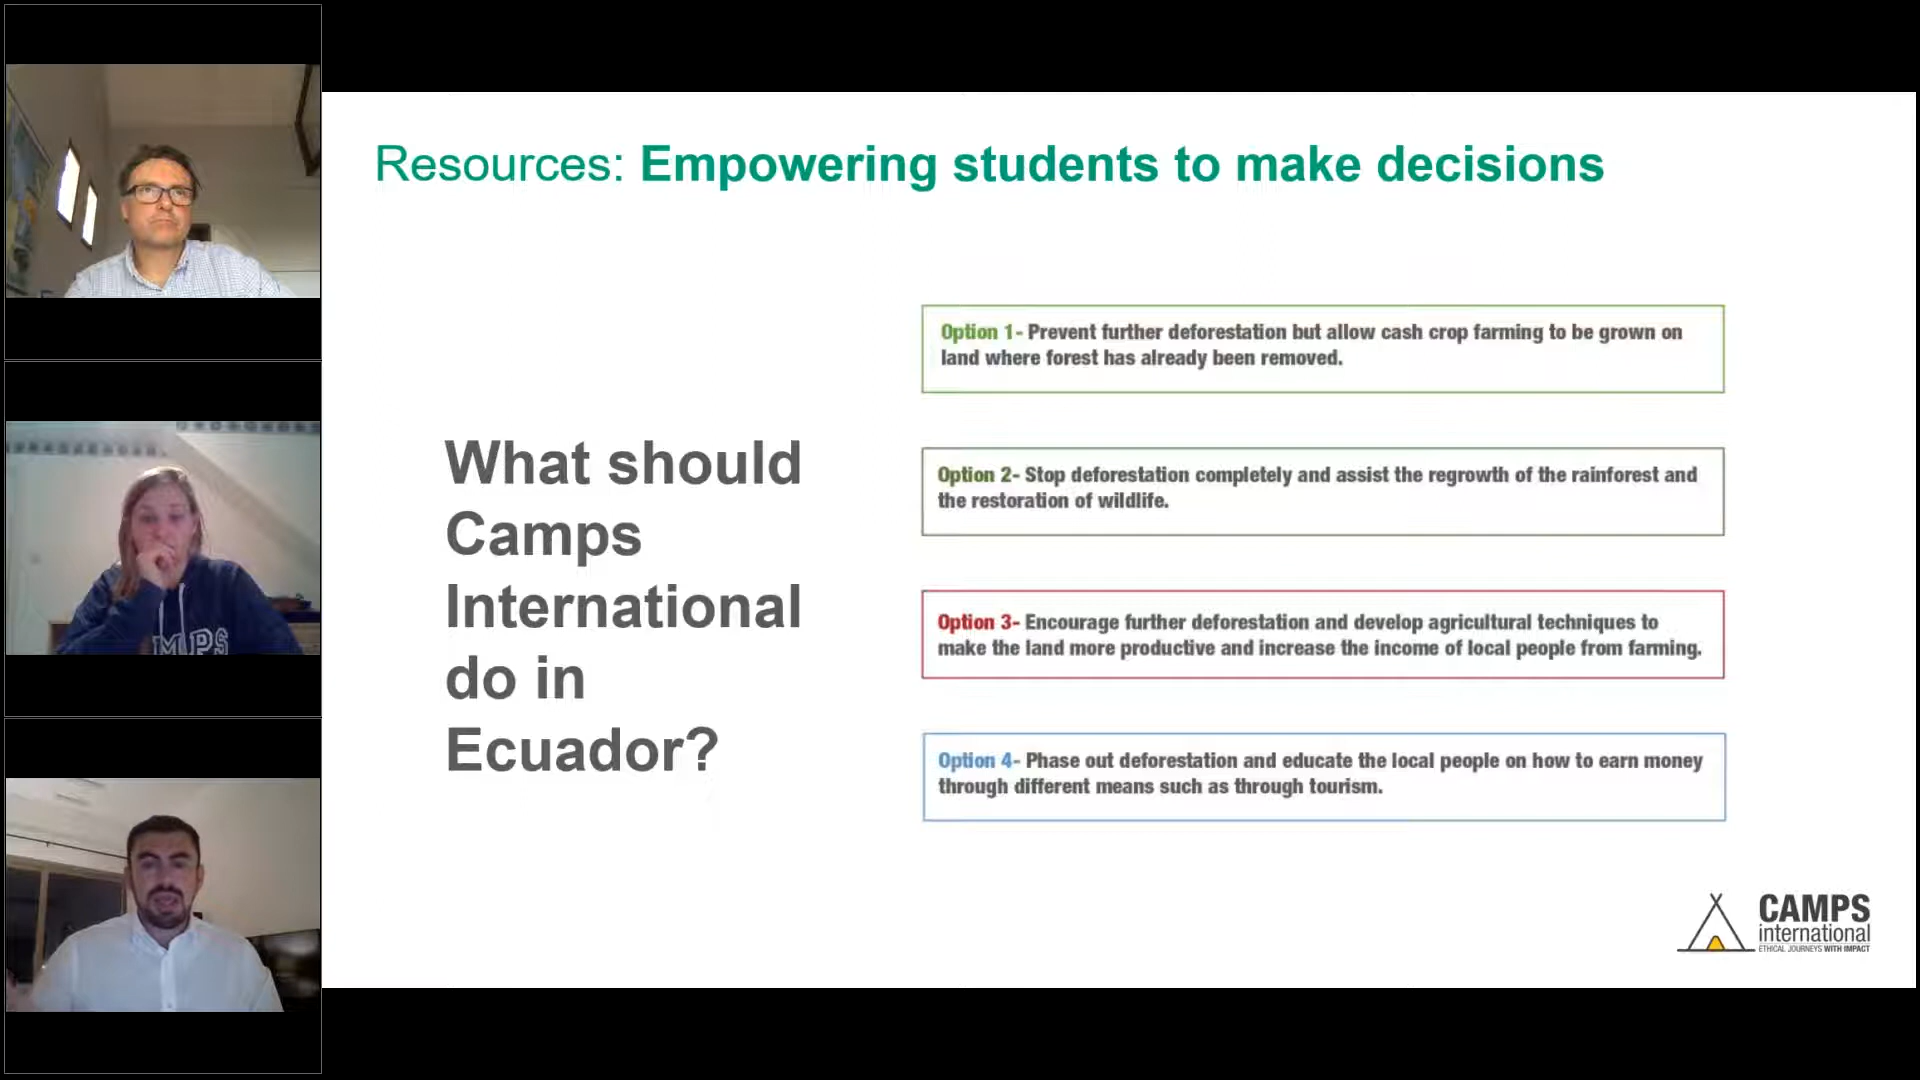 Resources: Empowering students to make decisions
What should
Camps
International
do in
Ecuador?
Option 1- Prevent further deforestation but allow cash crop farming to be grown on
land where forest has already been removed.
Option 2- Stop deforestation completely and assist the regrowth of the rainforest and
the restoration of wildlife.
Option 3- Encourage further deforestation and develop agricultural techniques to
make the land more productive and increase the income of local people from farming.
Option 4- Phase out deforestation and educate the local people on how to earn money
through different means such as through tourism.
CAMPS
international
ETHICAL JOURNEYS WITH IMPACT